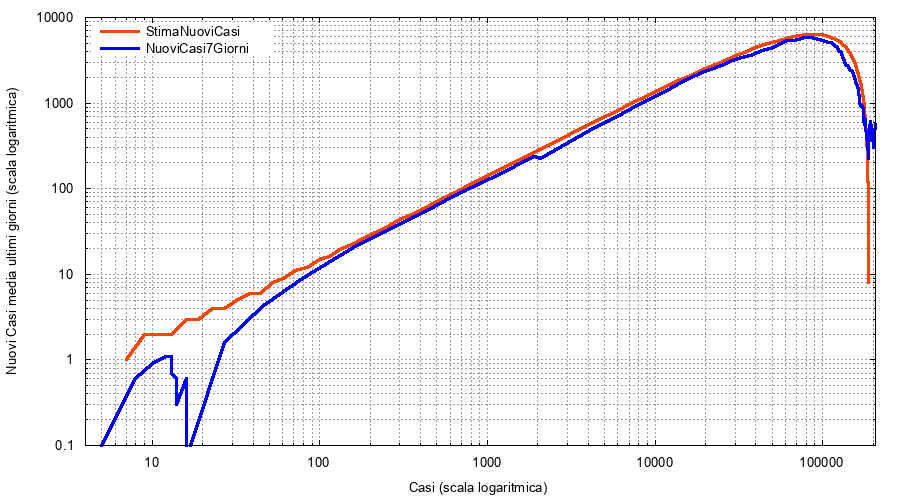 10000
1000
100
10
1
0.1
Nuovi Casi media ultimi giorni (scala logaritmica)
StimaNuoviCasi
NuoviCasi7Giorni
10 100 1000 10000 100000
Casi (scala logaritmica)